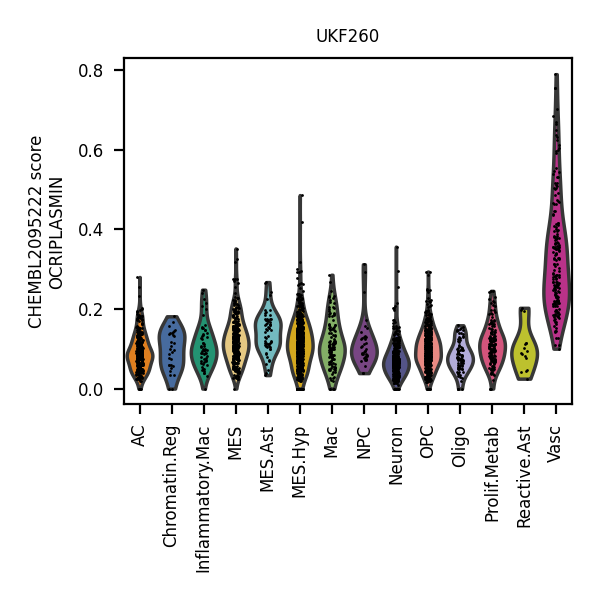 UKF260
CHEMBL2095222 score
OCRIPLASMIN
0.8
0.6
0.4
0.2
0.0
AC
Chromatin.Reg
Inflammatory.Mac
MES
MES.Ast
MES.Hyp
Mac
NPC
Neuron
OPC
Oligo
Prolif.Metab
Reactive.Ast
Vasc